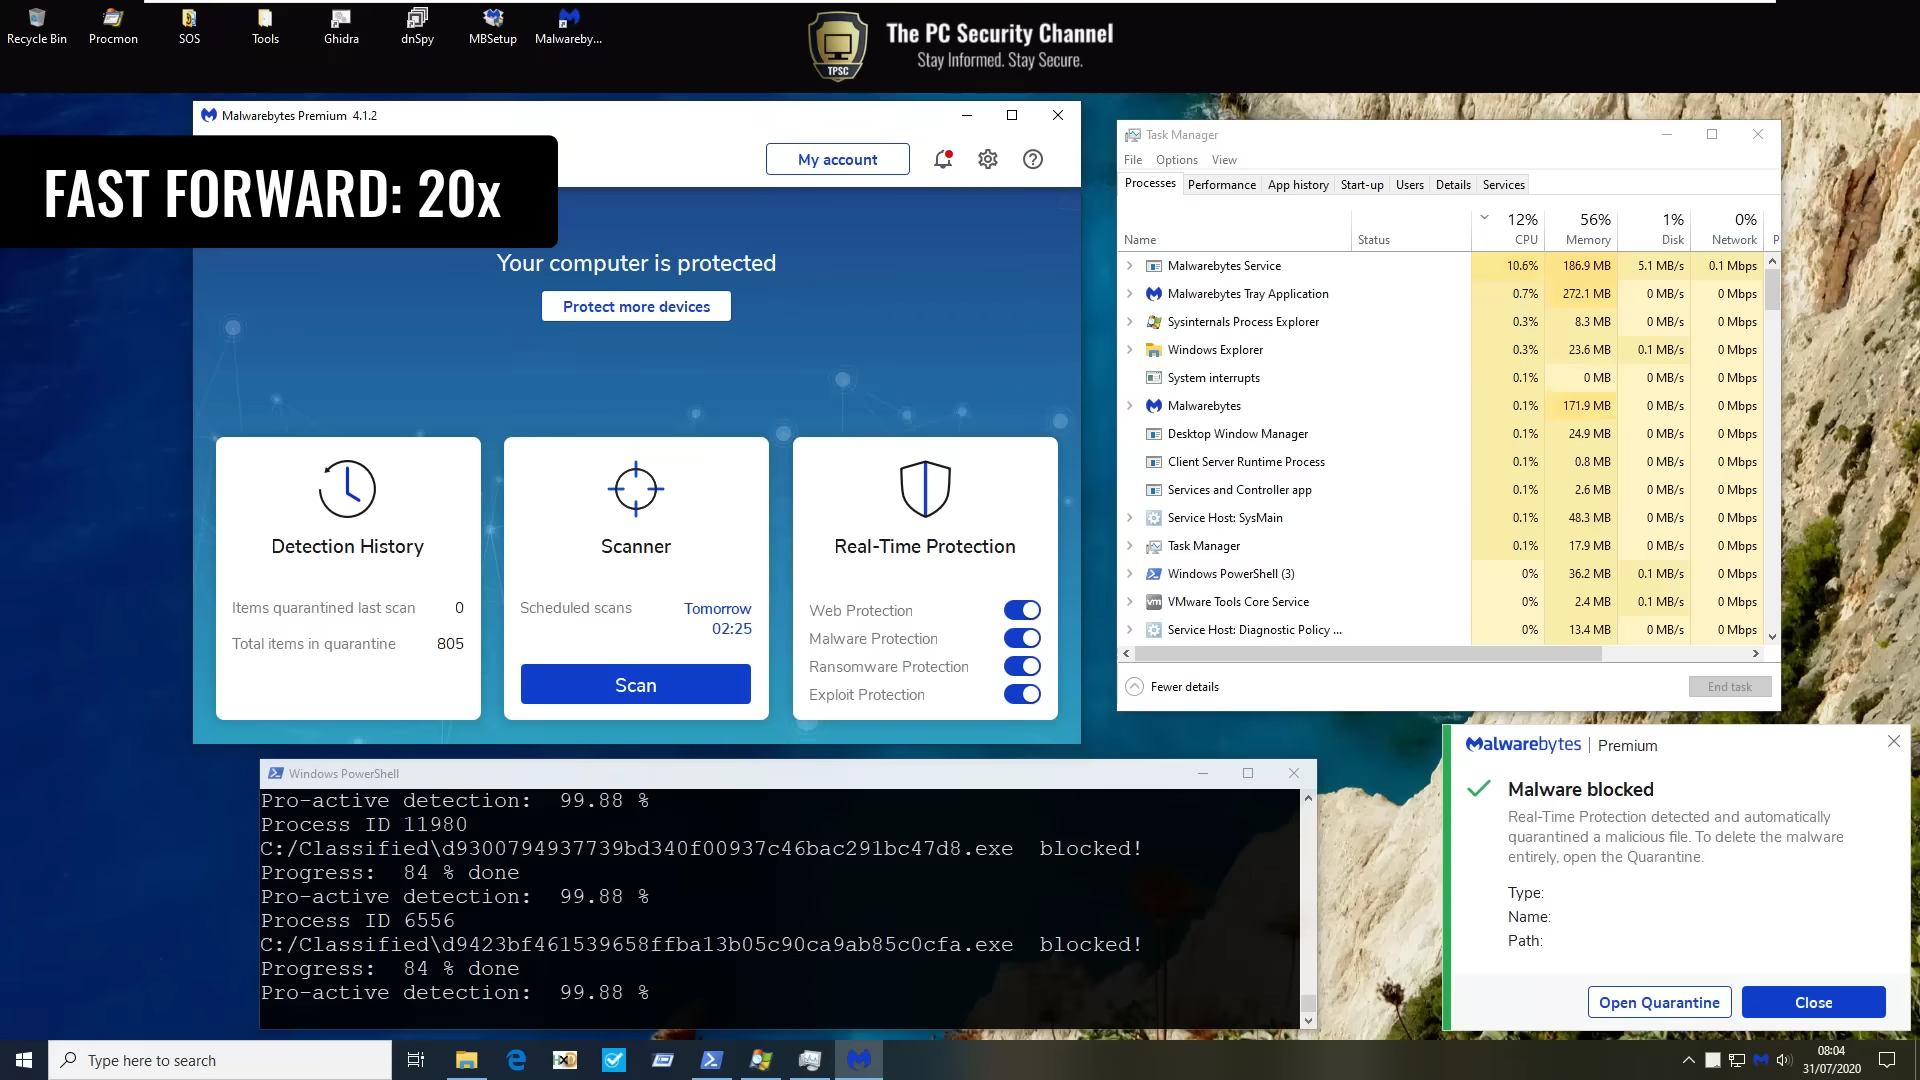 Recycle Bin
Procmon
SOS
Tools
Ghidra
dnSpy
MBSetup
Malwareby...
TPSC
The PC Security Channel
Stay Informed. Stay Secure.
Malwarebytes Premium 4.1.2
My account
FAST FORWARD: 20x
Your computer is protected
Protect more devices
Detection History
Items quarantined last scan 0
Total items in quarantine 805
Scanner
Scheduled scans Tomorrow
02:25
Scan
Real-Time Protection
Web Protection
Malware Protection
Ransomware Protection
Exploit Protection
Task Manager
File Options View
Processes Performance App history Start-up Users Details Services
12% 56% 1% 0%
Name Status CPU Memory Disk Network P
Malwarebytes Service 10.6% 186.9 MB 5.1 MB/s 0.1 Mbps
Malwarebytes Tray Application 0.7% 272.1 MB 0 MB/s 0 Mbps
Sysinternals Process Explorer 0.3% 8.3 MB 0 MB/s 0 Mbps
Windows Explorer 0.3% 23.6 MB 0.1 MB/s 0 Mbps
System interrupts 0.1% 0 MB 0 MB/s 0 Mbps
Malwarebytes 0.1% 171.9 MB 0 MB/s 0 Mbps
Desktop Window Manager 0.1% 24.9 MB 0 MB/s 0 Mbps
Client Server Runtime Process 0.1% 0.8 MB 0 MB/s 0 Mbps
Services and Controller app 0.1% 2.6 MB 0 MB/s 0 Mbps
Service Host: SysMain 0.1% 48.3 MB 0 MB/s 0 Mbps
Task Manager 0.1% 17.9 MB 0 MB/s 0 Mbps
Windows PowerShell (3) 0% 36.2 MB 0.1 MB/s 0 Mbps
VMware Tools Core Service 0% 2.4 MB 0.1 MB/s 0 Mbps
Service Host: Diagnostic Policy ... 0% 13.4 MB 0 MB/s 0 Mbps
Fewer details
End task
Windows PowerShell
Pro-active detection: 99.88 %
Process ID 11980
C:/Classified\d9300794937739bd340f00937c46bac291bc47d8.exe blocked!
Progress: 84 % done
Pro-active detection: 99.88 %
Process ID 6556
C:/Classified\d9423bf461539658ffba13b05c90ca9ab85c0cfa.exe blocked!
Progress: 84 % done
Pro-active detection: 99.88 %
Malwarebytes | Premium
Malware blocked
Real-Time Protection detected and automatically
quarantined a malicious file. To delete the malware
entirely, open the Quarantine.
Type:
Name:
Path:
Open Quarantine
Close
Type here to search
08:04
31/07/2020